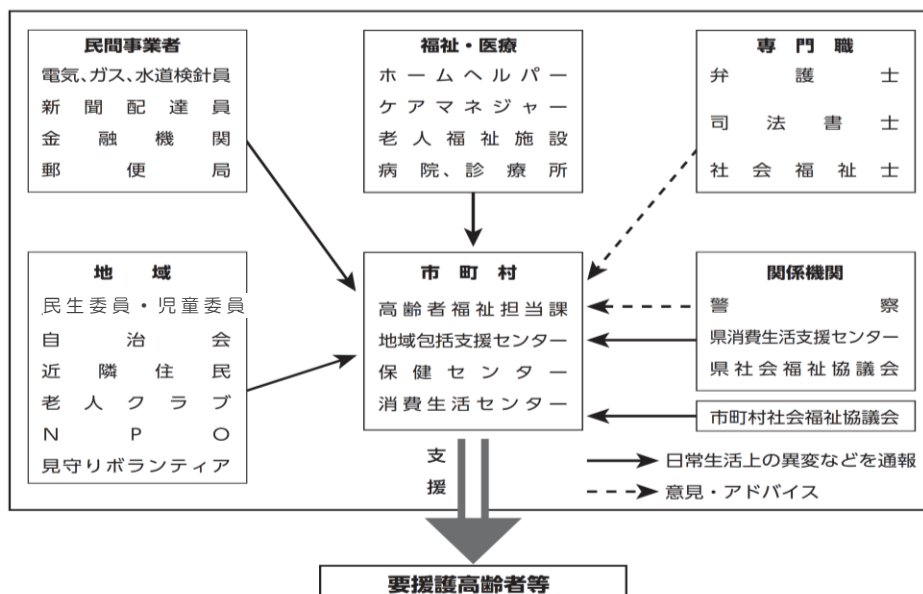 民間事業者
電気、ガス、水道検針員
新聞配達員
金融機関
郵便局
福祉・医療
ホームヘルパー
ケアマネジャー
老人福祉施設
病院、診療所
専門職
弁護士
司法書士
社会福祉士
地域
民生委員・児童委員
自治会
近隣住民
老人クラブ
NPO
見守りボランティア
市町村
高齢者福祉担当課
地域包括支援センター
保健センター
消費生活センター
関係機関
警察
県消費生活支援センター
県社会福祉協議会
市町村社会福祉協議会
日常生活上の異変などを通報
意見・アドバイス
支援
要援護高齢者等